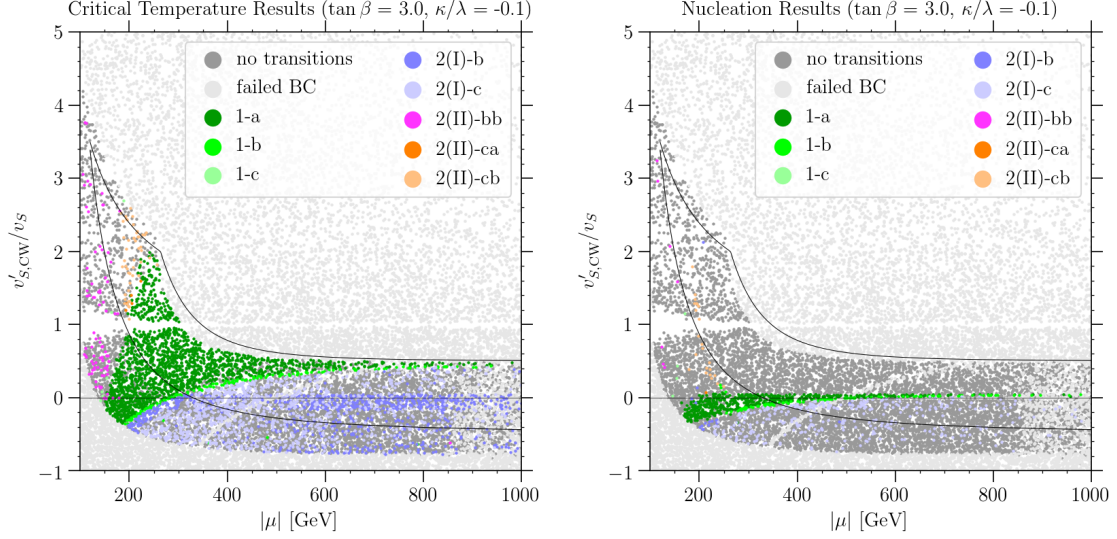 Critical Temperature Results (tan β = 3.0, κ/λ = -0.1)
5
4
3
2
1
0
−1
v′S,CW/vS
200
400
600
800
1000
|μ| [GeV]
no transitions
failed BC
1-a
1-b
1-c
2(I)-b
2(I)-c
2(II)-bb
2(II)-ca
2(II)-cb
Nucleation Results (tan β = 3.0, κ/λ = -0.1)
5
4
3
2
1
0
−1
v′S,CW/vS
200
400
600
800
1000
|μ| [GeV]
no transitions
failed BC
1-a
1-b
1-c
2(I)-b
2(I)-c
2(II)-bb
2(II)-ca
2(II)-cb